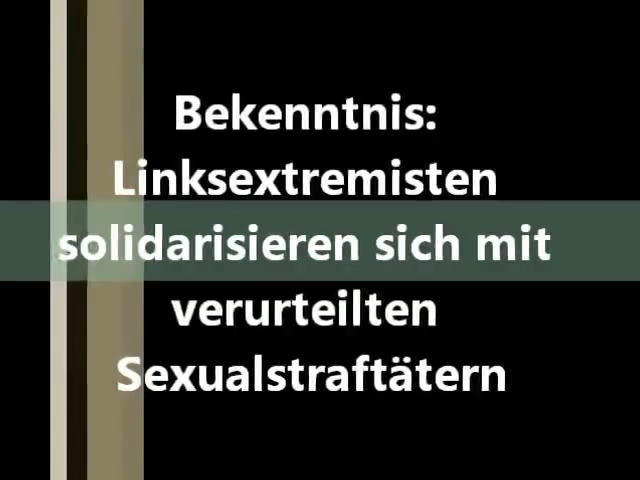 Bekenntnis:
Linksextremisten
solidarisieren sich mit
verurteilten
Sexualstraftätern